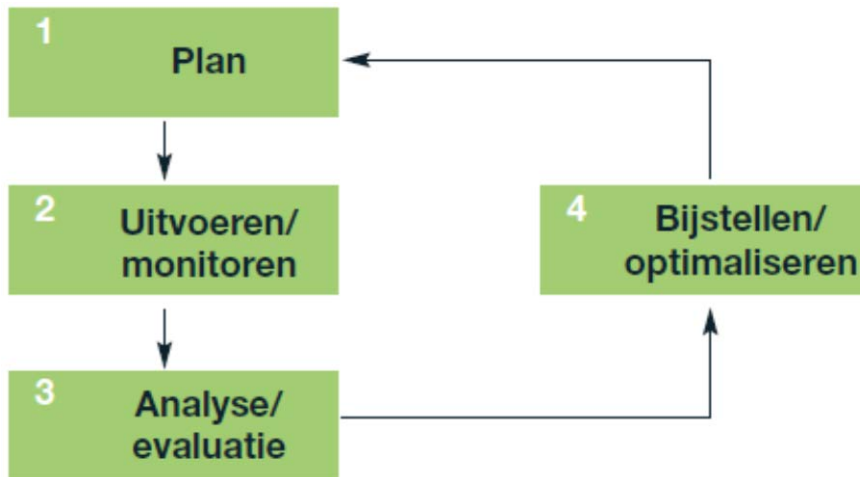 1
Plan
2
Uitvoeren/
monitoren
3
Analyse/
evaluatie
4
Bijstellen/
optimaliseren